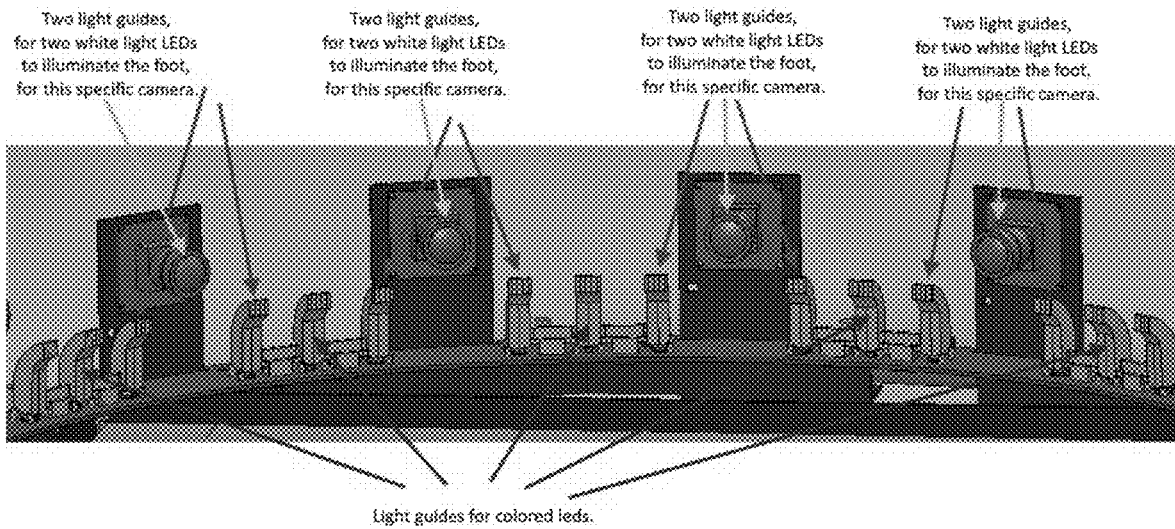 Two light guides,
for two white light LEDs
to illuminate the foot,
for this specific camera.
Two light guides,
for two white light LEDs
to illuminate the foot,
for this specific camera.
Two light guides,
for two white light LEDs
to illuminate the foot,
for this specific camera.
Two light guides,
for two white light LEDs
to illuminate the foot,
for this specific camera.
Light guides for colored leds.